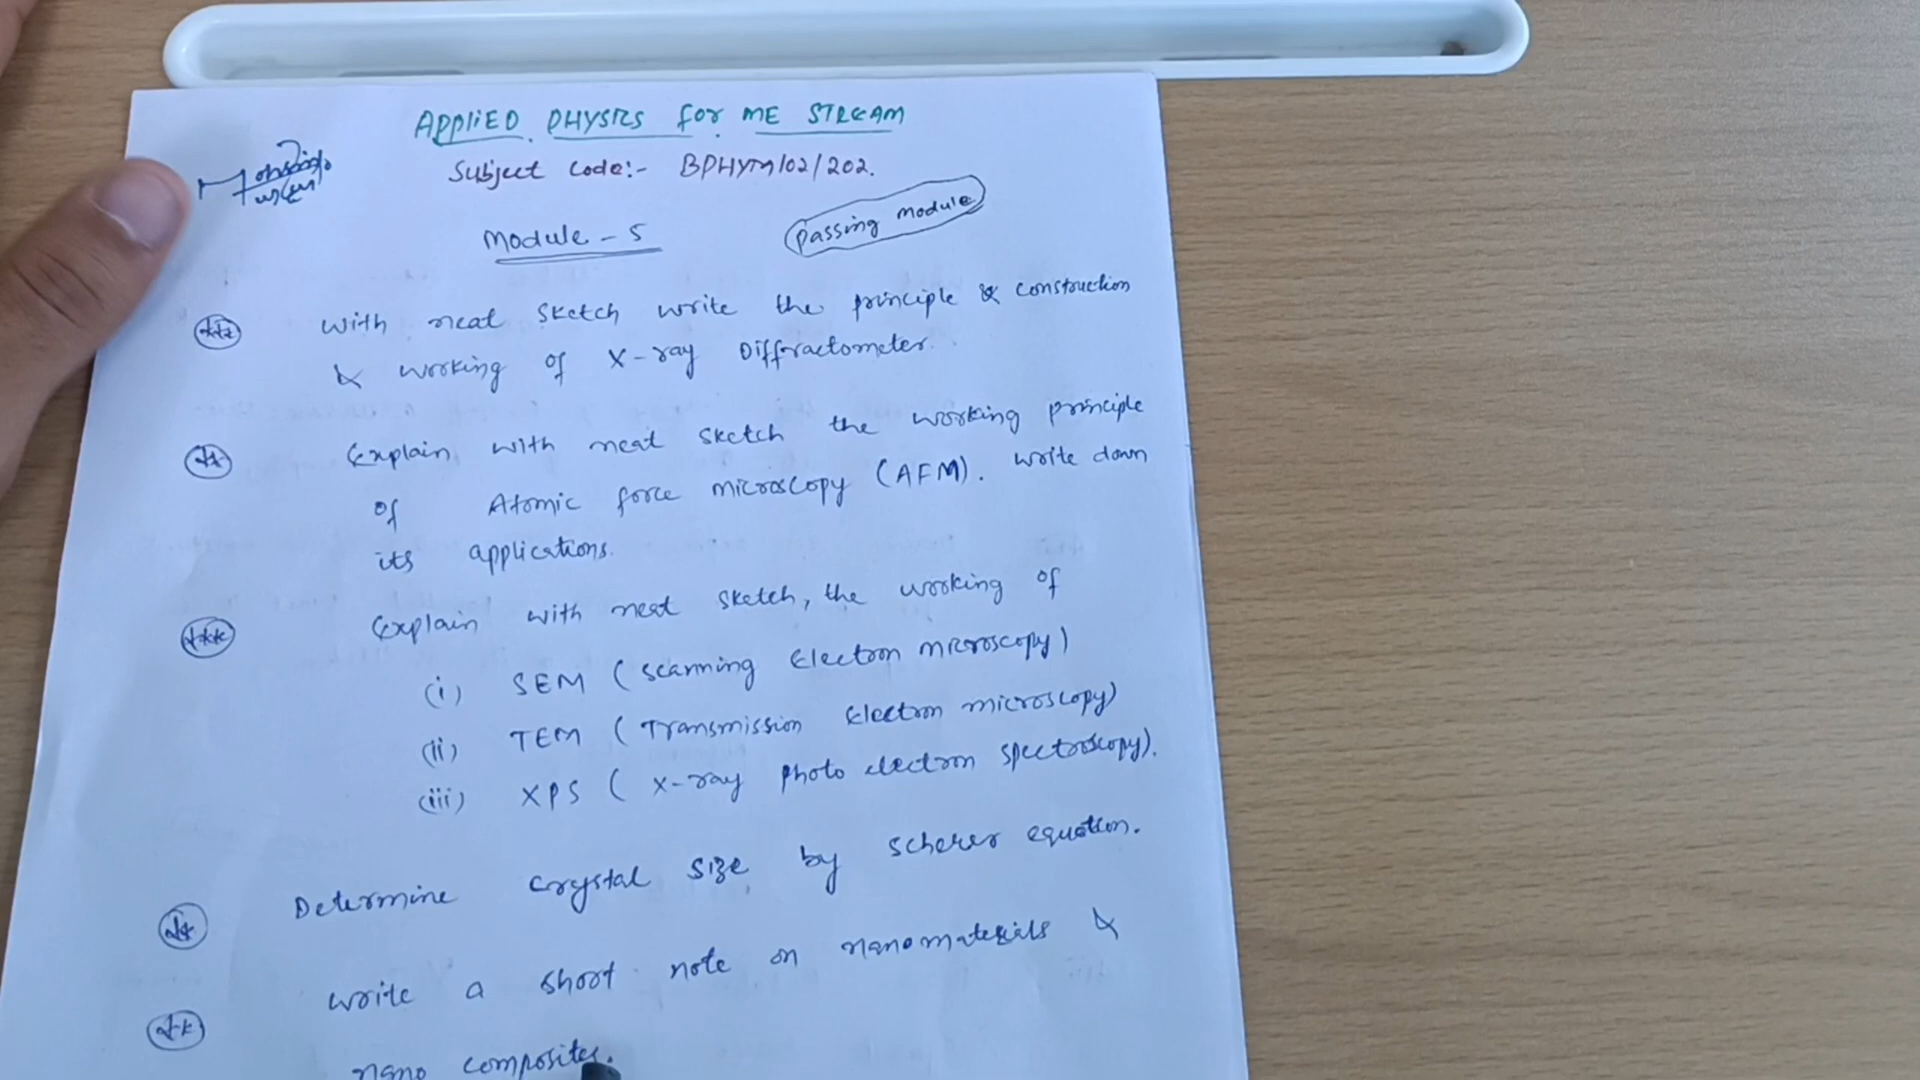 APPLIED PHYSICS for ME STREAM
Subject code:- BPHYM102/202.
Module - 5
passing module
with neat sketch write the principle & construction
& working of X-ray Diffractometer.
Explain with neat sketch the working principle
of Atomic force microscopy (AFM). write down
its applications.
Explain with neat sketch, the working of
(i) SEM (scanning Electron microscopy)
(ii) TEM (Transmission Electron microscopy)
(iii) XPS ( X-ray photo electron spectroscopy).
Determine crystal size by scherer equation.
write a short note on nanomaterials &
nano composites.